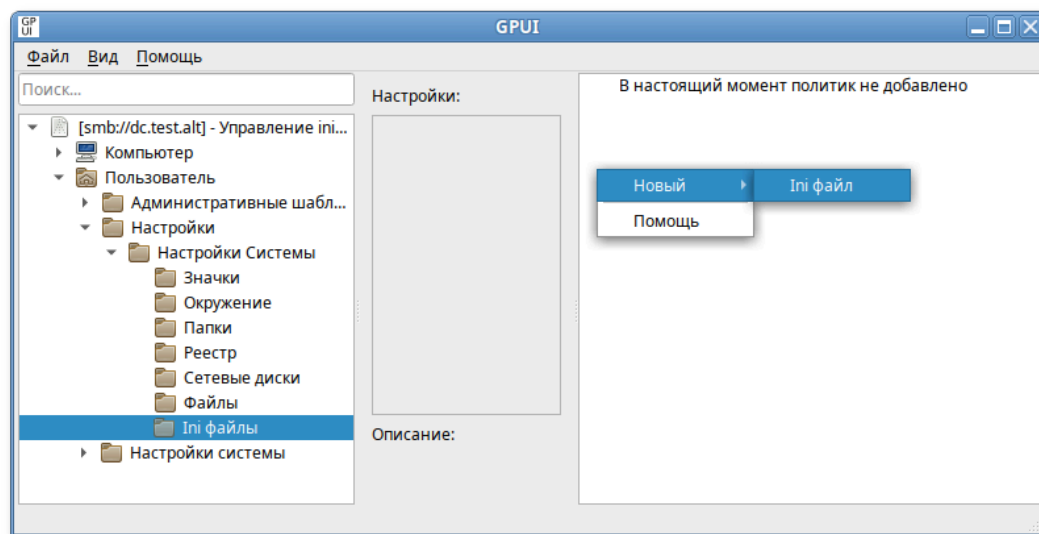 GP
UI
GPUI
Файл Вид Помощь
Поиск...
[smb://dc.test.alt] - Управление ini...
Компьютер
Пользователь
Административные шабл...
Настройки
Настройки Системы
Значки
Окружение
Папки
Реестр
Сетевые диски
Файлы
Ini файлы
Настройки системы
Настройки:
Описание:
В настоящий момент политик не добавлено
Новый
Ini файл
Помощь